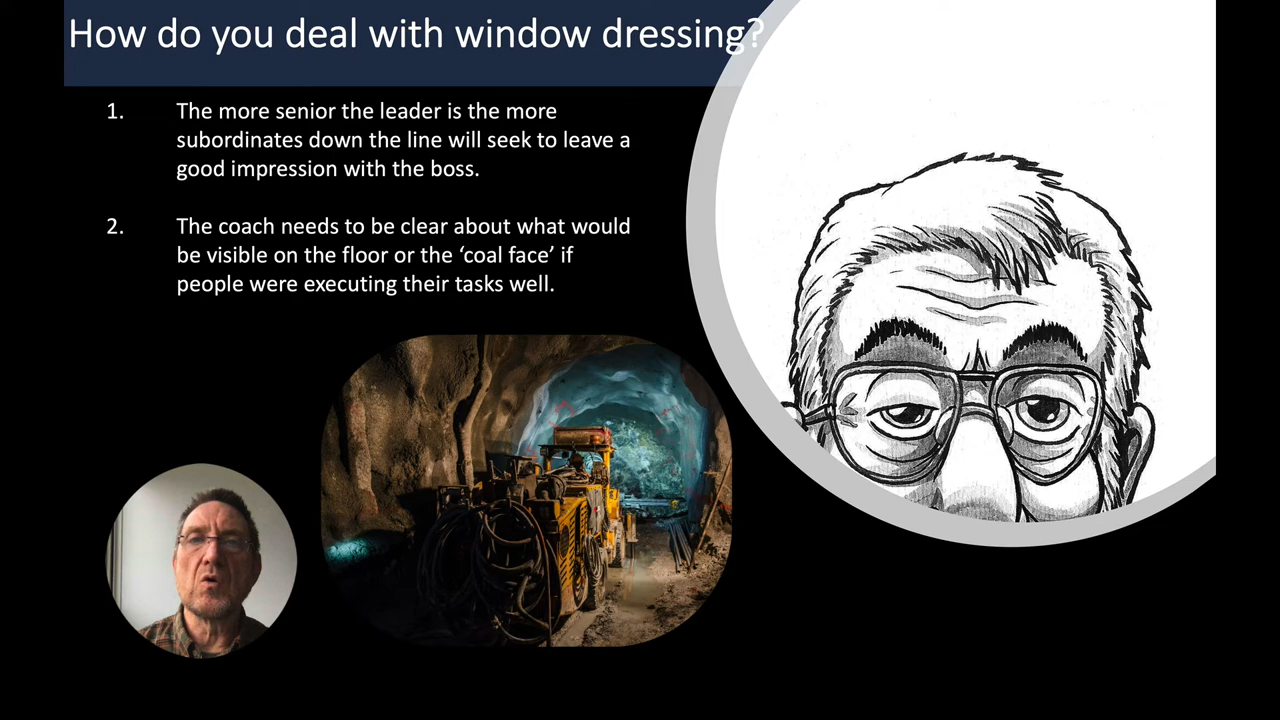 How do you deal with window dressing?
1. The more senior the leader is the more
subordinates down the line will seek to leave a
good impression with the boss.
2. The coach needs to be clear about what would
be visible on the floor or the ‘coal face’ if
people were executing their tasks well.